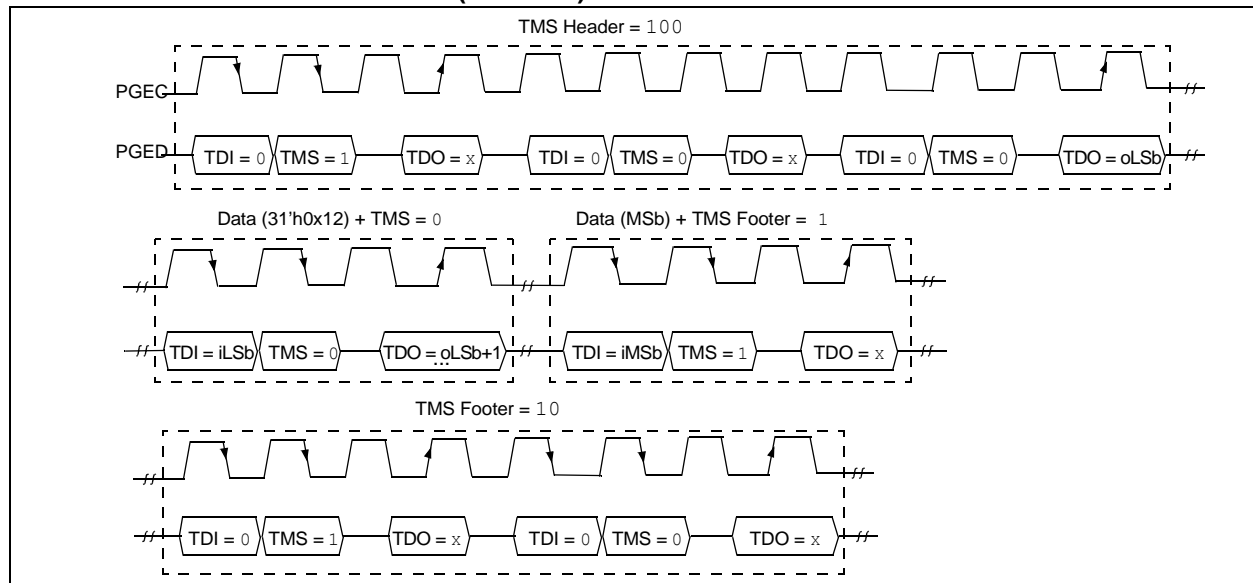 TMS Header = 100
PGEC
PGED
TDI = 0 TMS = 1 TDO = x TDI = 0 TMS = 0 TDO = x TDI = 0 TMS = 0 TDO = oLSb
Data (31'h0x12) + TMS = 0 Data (MSb) + TMS Footer = 1
TDI = iLSb TMS = 0 TDO = oLSb+1 TDI = iMSb TMS = 1 TDO = x
...
TMS Footer = 10
TDI = 0 TMS = 1 TDO = x TDI = 0 TMS = 0 TDO = x